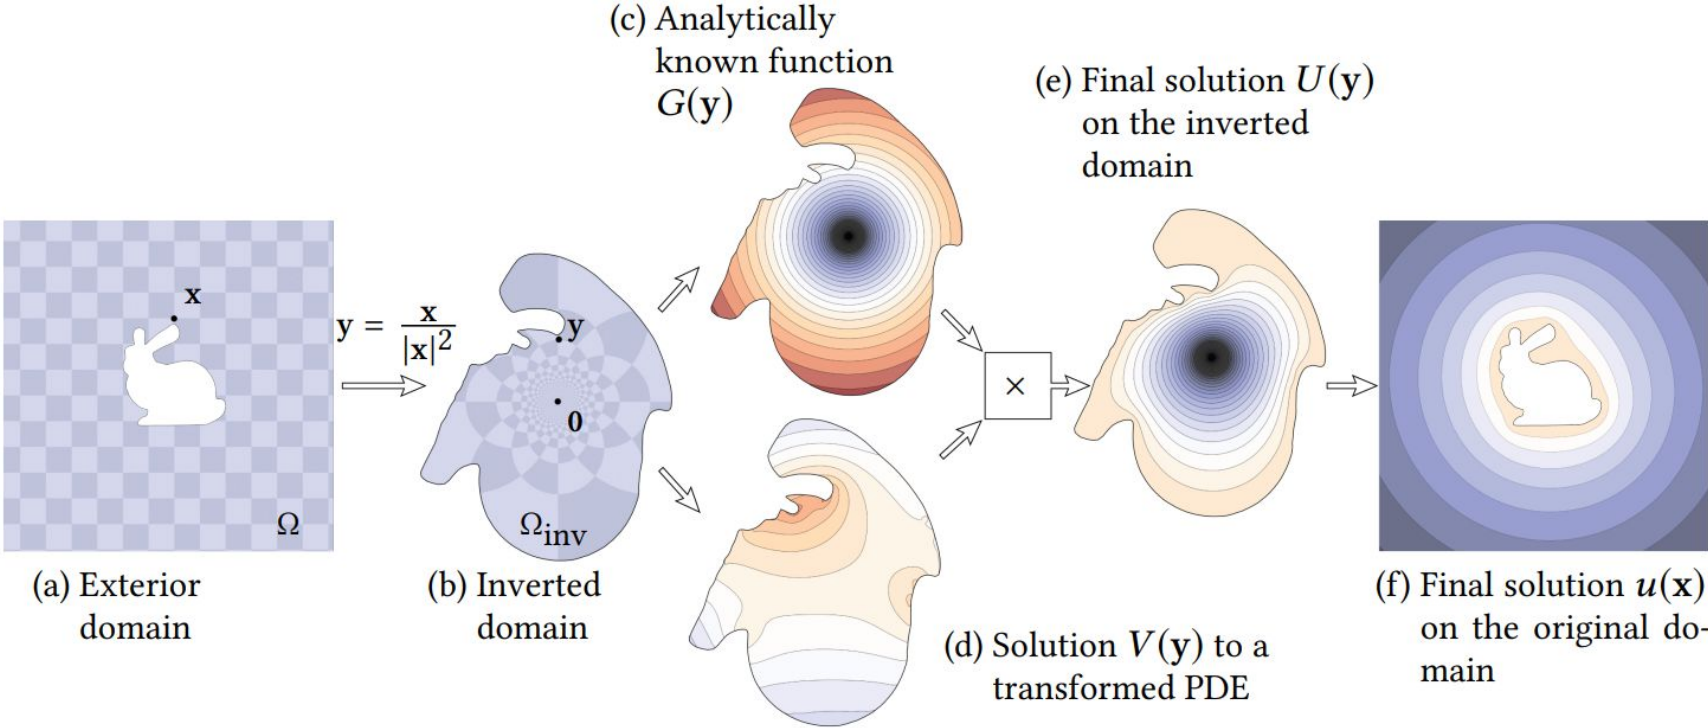 (a) Exterior
domain
x
Ω
y = x / |x|²
(b) Inverted
domain
y
0
Ωinv
(c) Analytically
known function
G(y)
(d) Solution V(y) to a
transformed PDE
×
(e) Final solution U(y)
on the inverted
domain
(f) Final solution u(x)
on the original do-
main